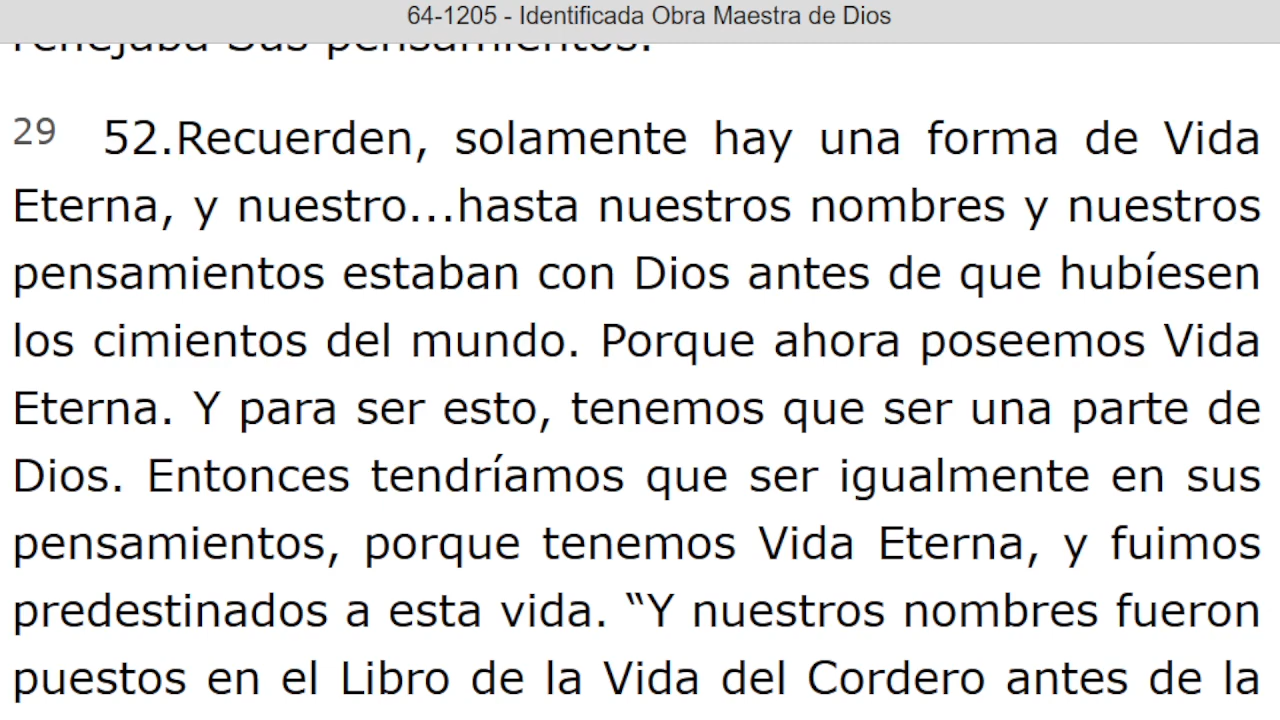 64-1205 - Identificada Obra Maestra de Dios
reflejaba Sus pensamientos.
29 52.Recuerden, solamente hay una forma de Vida
Eterna, y nuestro...hasta nuestros nombres y nuestros
pensamientos estaban con Dios antes de que hubíesen
los cimientos del mundo. Porque ahora poseemos Vida
Eterna. Y para ser esto, tenemos que ser una parte de
Dios. Entonces tendríamos que ser igualmente en sus
pensamientos, porque tenemos Vida Eterna, y fuimos
predestinados a esta vida. “Y nuestros nombres fueron
puestos en el Libro de la Vida del Cordero antes de la